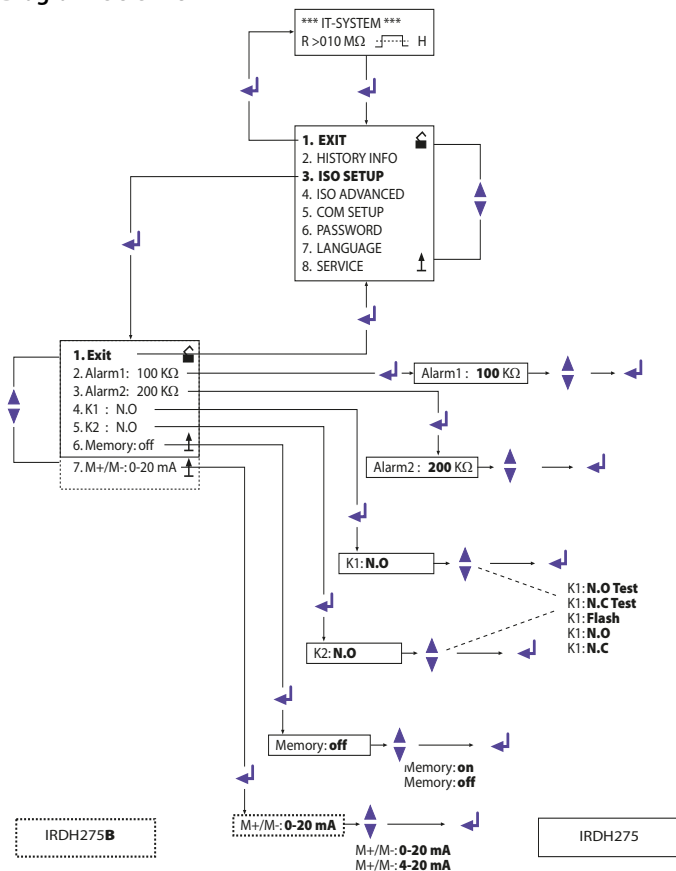 *** IT-SYSTEM ***
R >010 MΩ H
1. EXIT
2. HISTORY INFO
3. ISO SETUP
4. ISO ADVANCED
5. COM SETUP
6. PASSWORD
7. LANGUAGE
8. SERVICE
1. Exit
2. Alarm1: 100 KΩ
3. Alarm2: 200 KΩ
4. K1 : N.O
5. K2 : N.O
6. Memory: off
7. M+/M-: 0-20 mA
Alarm1 : 100 KΩ
Alarm2 : 200 KΩ
K1: N.O
K1: N.O Test
K1: N.C Test
K1: Flash
K1: N.O
K1: N.C
K2: N.O
Memory: off
Memory: on
Memory: off
M+/M-: 0-20 mA
M+/M-: 0-20 mA
M+/M-: 4-20 mA
IRDH275B
IRDH275